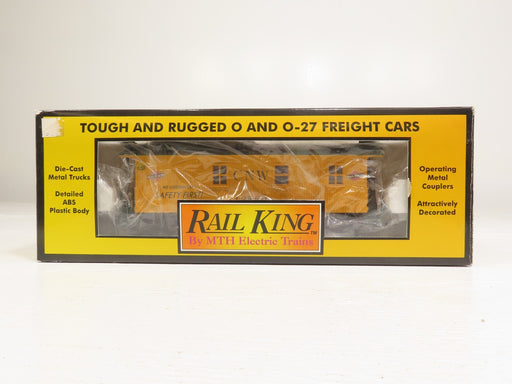 TOUGH AND RUGGED O AND O-27 FREIGHT CARS
Die-Cast
Metal Trucks
Detailed
ABS
Plastic Body
C N W
SAFETY FIRST!
Operating
Metal
Couplers
Attractively
Decorated
RAIL KING TM
By MTH Electric Trains